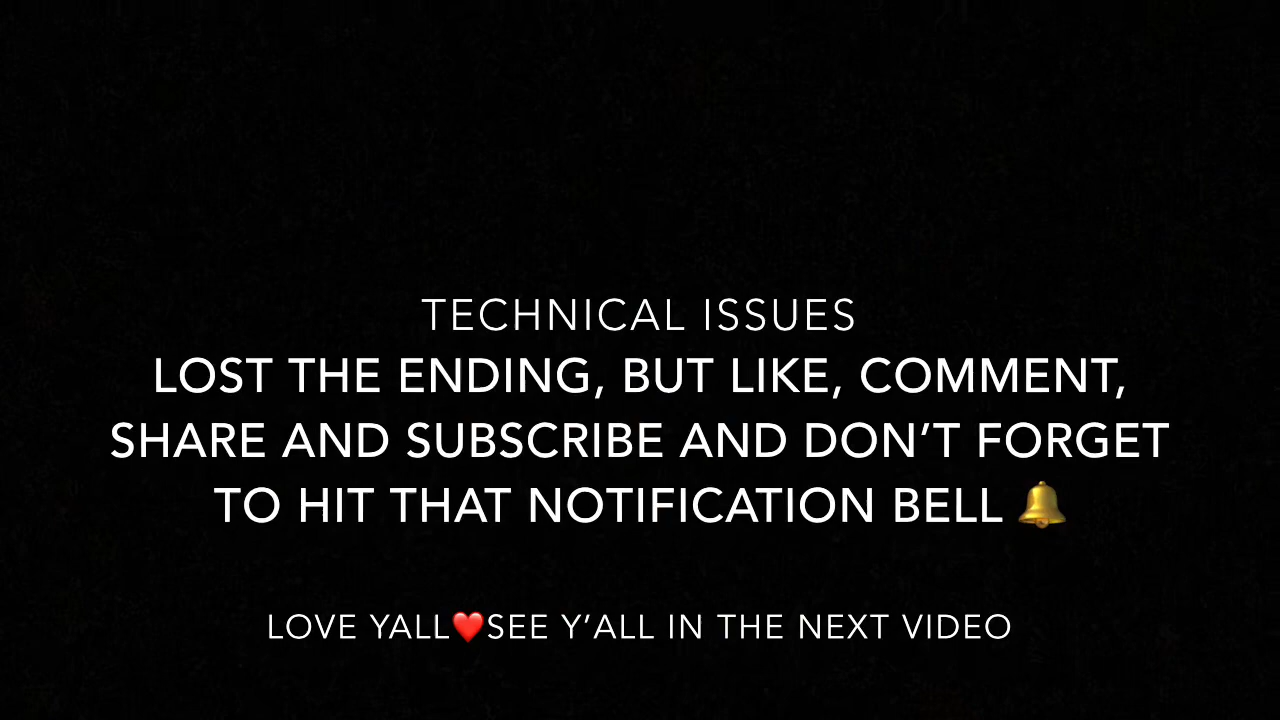 TECHNICAL ISSUES
LOST THE ENDING, BUT LIKE, COMMENT,
SHARE AND SUBSCRIBE AND DON’T FORGET
TO HIT THAT NOTIFICATION BELL 🔔
LOVE YALL❤️SEE Y’ALL IN THE NEXT VIDEO